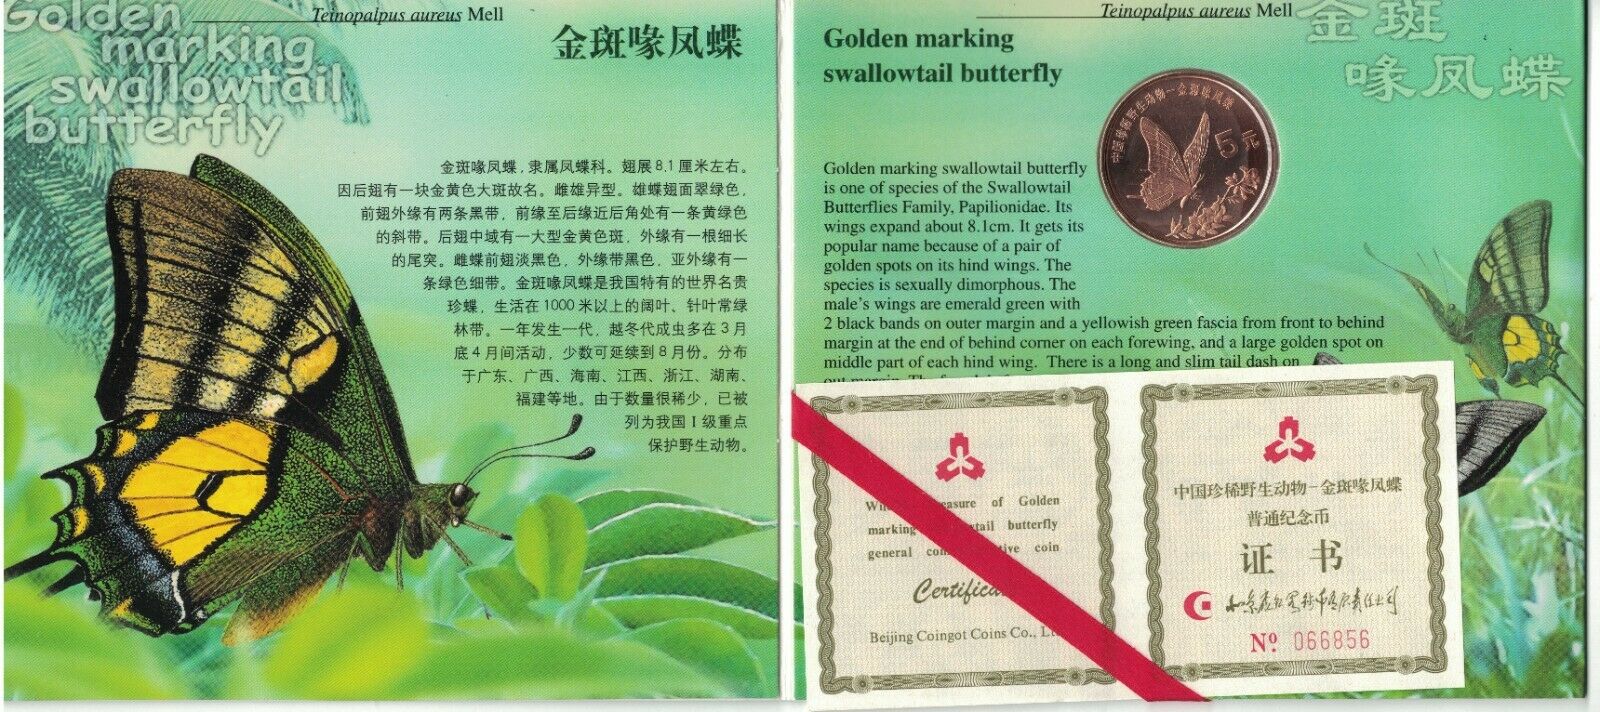 Teinopalpus aureus Mell
Golden
marking
swallowtail
butterfly
金斑喙凤蝶
金斑喙凤蝶，隶属凤蝶科。翅展8.1厘米左右。
因后翅有一块金黄色大斑故名。雌雄异型。雄蝶翅面翠绿色，
前翅外缘有两条黑带，前缘至后缘近后角处有一条黄绿色
的斜带。后翅中域有一大型金黄色斑，外缘有一根细长
的尾突。雌蝶前翅淡黑色，外缘带黑色，亚外缘有一
条绿色细带。金斑喙凤蝶是我国特有的世界名贵
珍蝶，生活在1000米以上的阔叶、针叶常绿
林带。一年发生一代，越冬代成虫多在3月
底4月间活动，少数可延续到8月份。分布
于广东、广西、海南、江西、浙江、湖南、
福建等地。由于数量很稀少，已被
列为我国Ⅰ级重点
保护野生动物。
Teinopalpus aureus Mell
金斑
喙凤蝶
Golden marking
swallowtail butterfly
中国珍稀野生动物—金斑喙凤蝶
5元
Golden marking swallowtail butterfly
is one of species of the Swallowtail
Butterflies Family, Papilionidae. Its
wings expand about 8.1cm. It gets its
popular name because of a pair of
golden spots on its hind wings. The
species is sexually dimorphous. The
male's wings are emerald green with
2 black bands on outer margin and a yellowish green fascia from front to behind
margin at the end of behind corner on each forewing, and a large golden spot on
middle part of each hind wing. There is a long and slim tail dash on
out margin. The
of Golden
marking butterfly
general coin
Beijing Coingot Coins Co.,
中国珍稀野生动物—金斑喙凤蝶
普通纪念币
证书
№ 066856